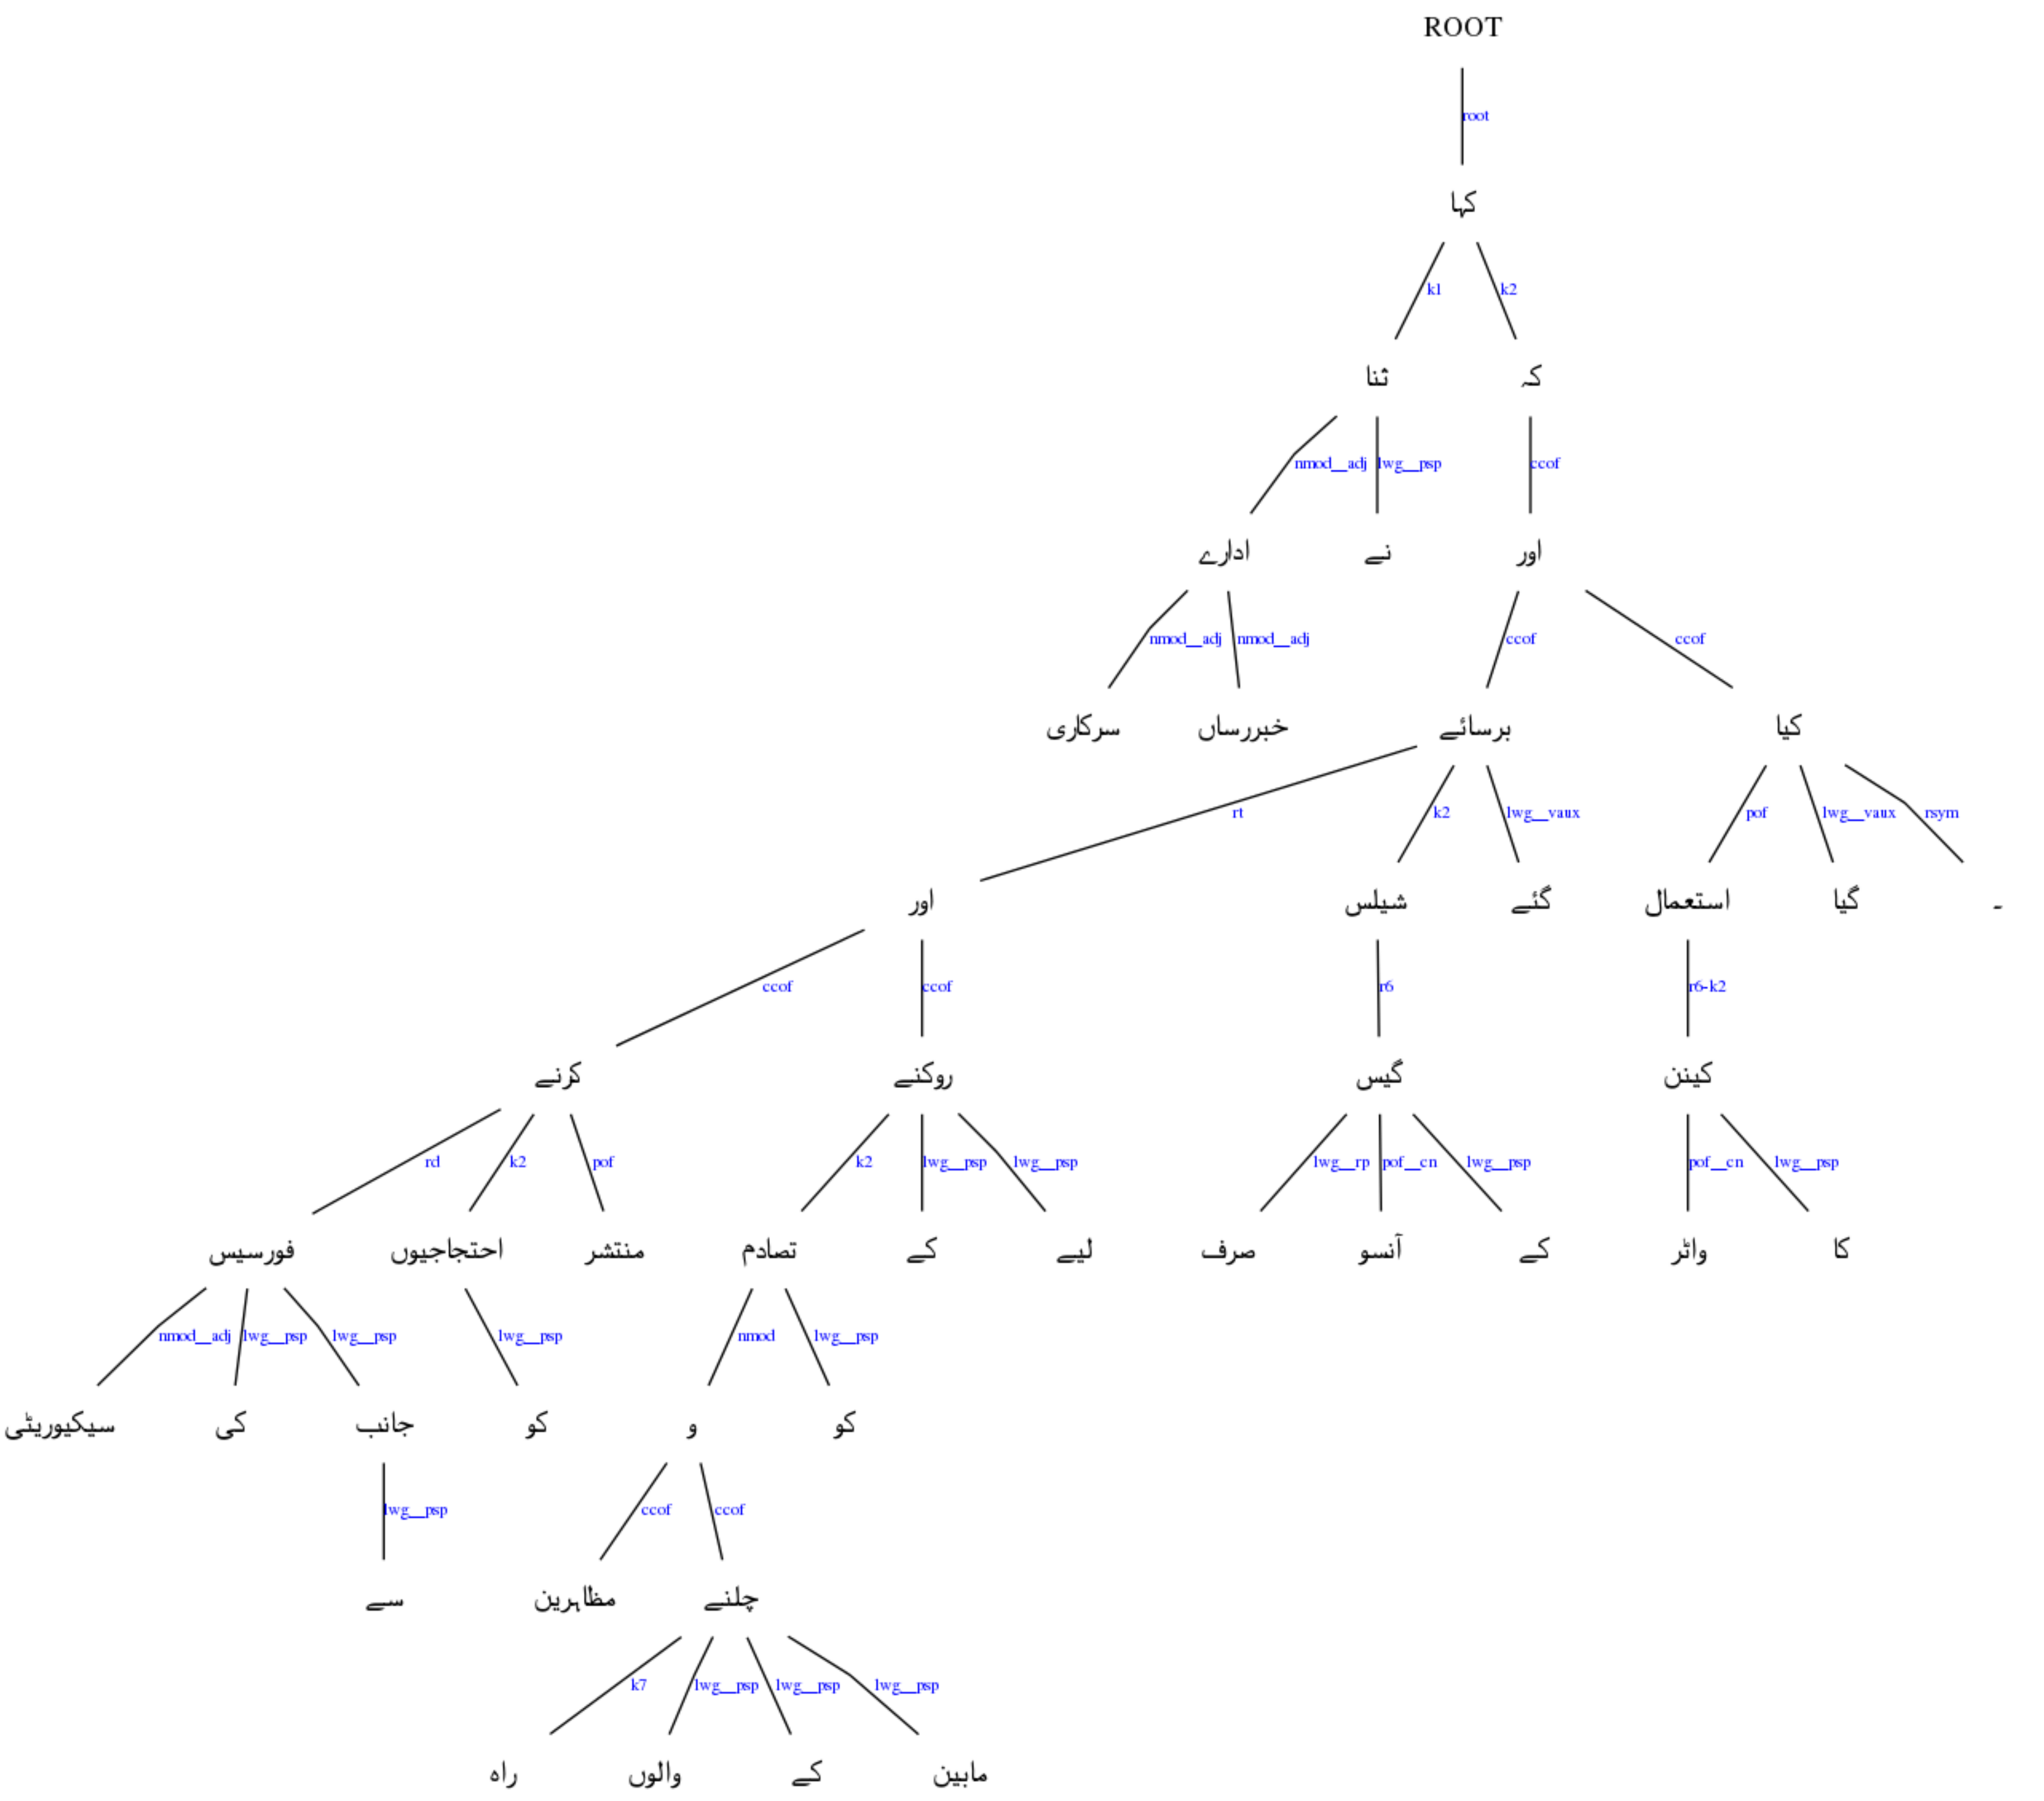 ROOT
root
کہا
k1 k2
ثنا کہ
nmod__adj lwg__psp ccof
ادارے نے اور
nmod__adj nmod__adj ccof ccof
سرکاری خبررساں برسائے کیا
rt k2 lwg__vaux pof lwg__vaux rsym
اور شیلس گئے استعمال گیا ۔
ccof ccof r6 r6-k2
کرنے روکنے گیس کینن
rd k2 pof k2 lwg__psp lwg__psp lwg__rp pof__cn lwg__psp pof__cn lwg__psp
فورسیس احتجاجیوں منتشر تصادم کے لیے صرف آنسو کے واٹر کا
nmod__adj lwg__psp lwg__psp lwg__psp nmod lwg__psp
سیکیوریٹی کی جانب کو و کو
lwg__psp ccof ccof
سے مظاہرین چلنے
k7 lwg__psp lwg__psp lwg__psp
راہ والوں کے مابین